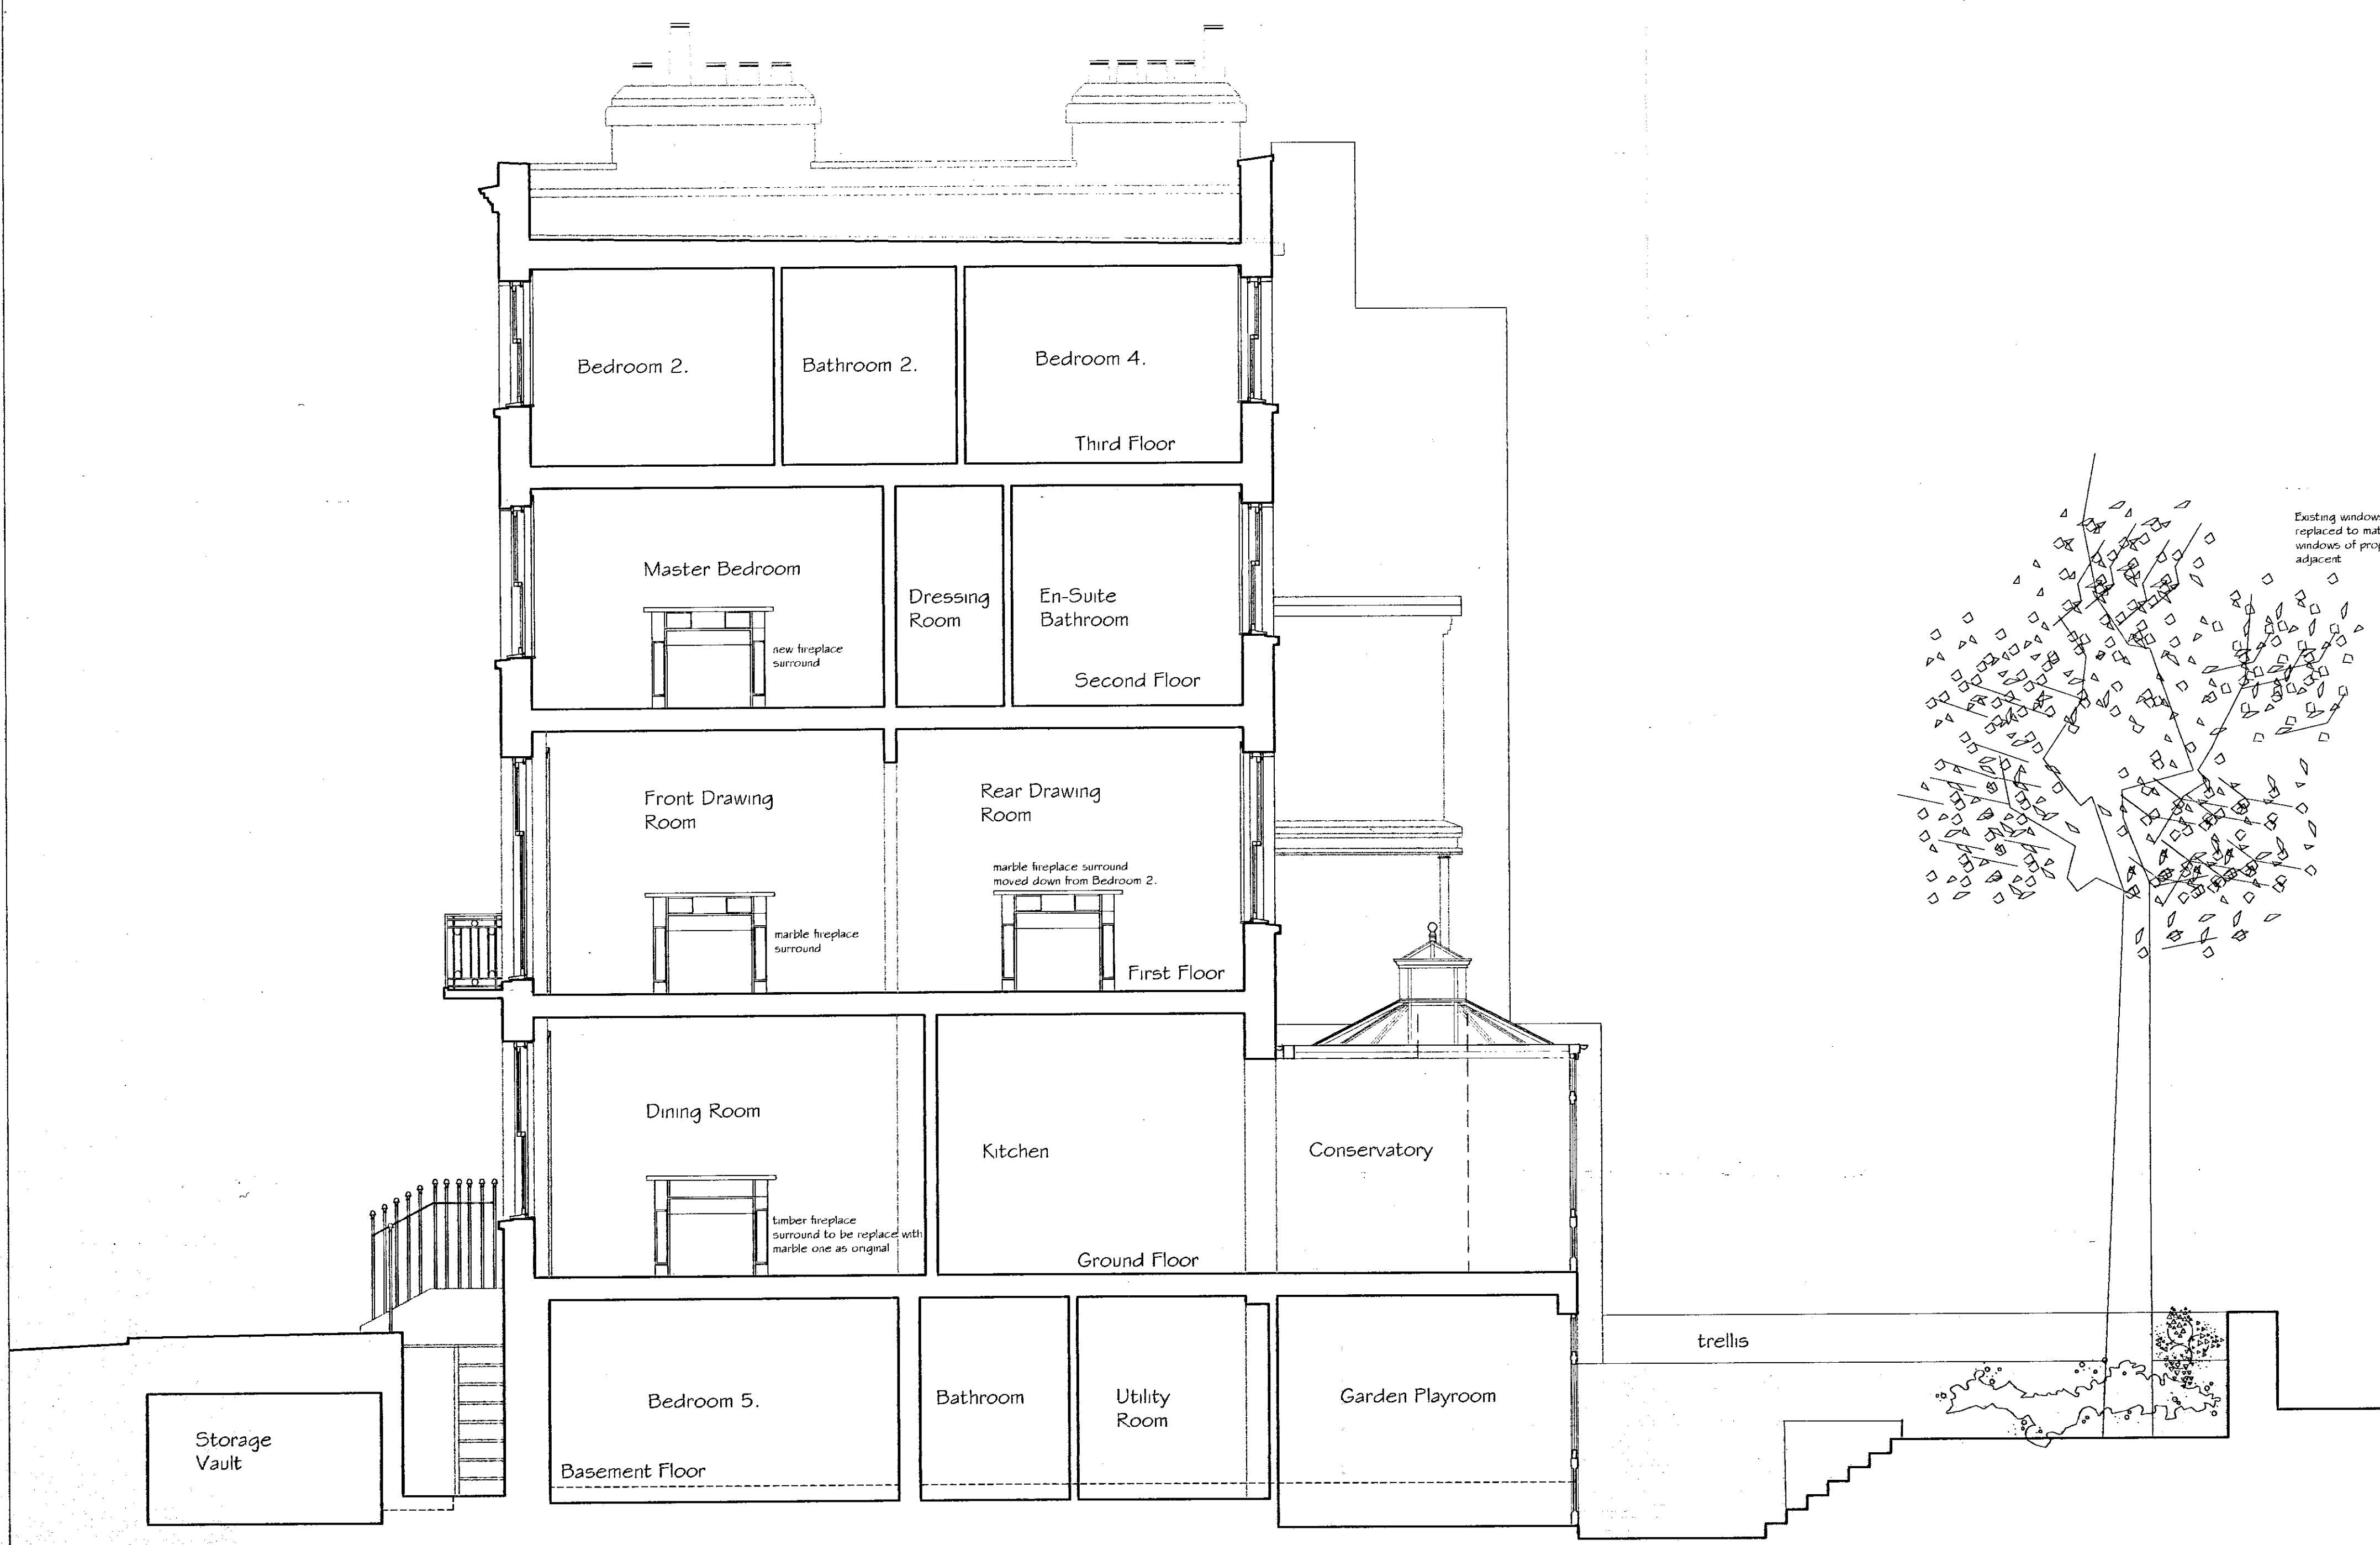 Bedroom 2.
Bathroom 2.
Bedroom 4.
Third Floor
Existing window
replaced to mat
windows of prop
adjacent
Master Bedroom
new fireplace
surround
Dressing
Room
En-Suite
Bathroom
Second Floor
Front Drawing
Room
marble fireplace
surround
Rear Drawing
Room
marble fireplace surround
moved down from Bedroom 2.
First Floor
Dining Room
timber fireplace
surround to be replace with
marble one as original
Kitchen
Ground Floor
Conservatory
trellis
Storage
Vault
Bedroom 5.
Basement Floor
Bathroom
Utility
Room
Garden Playroom